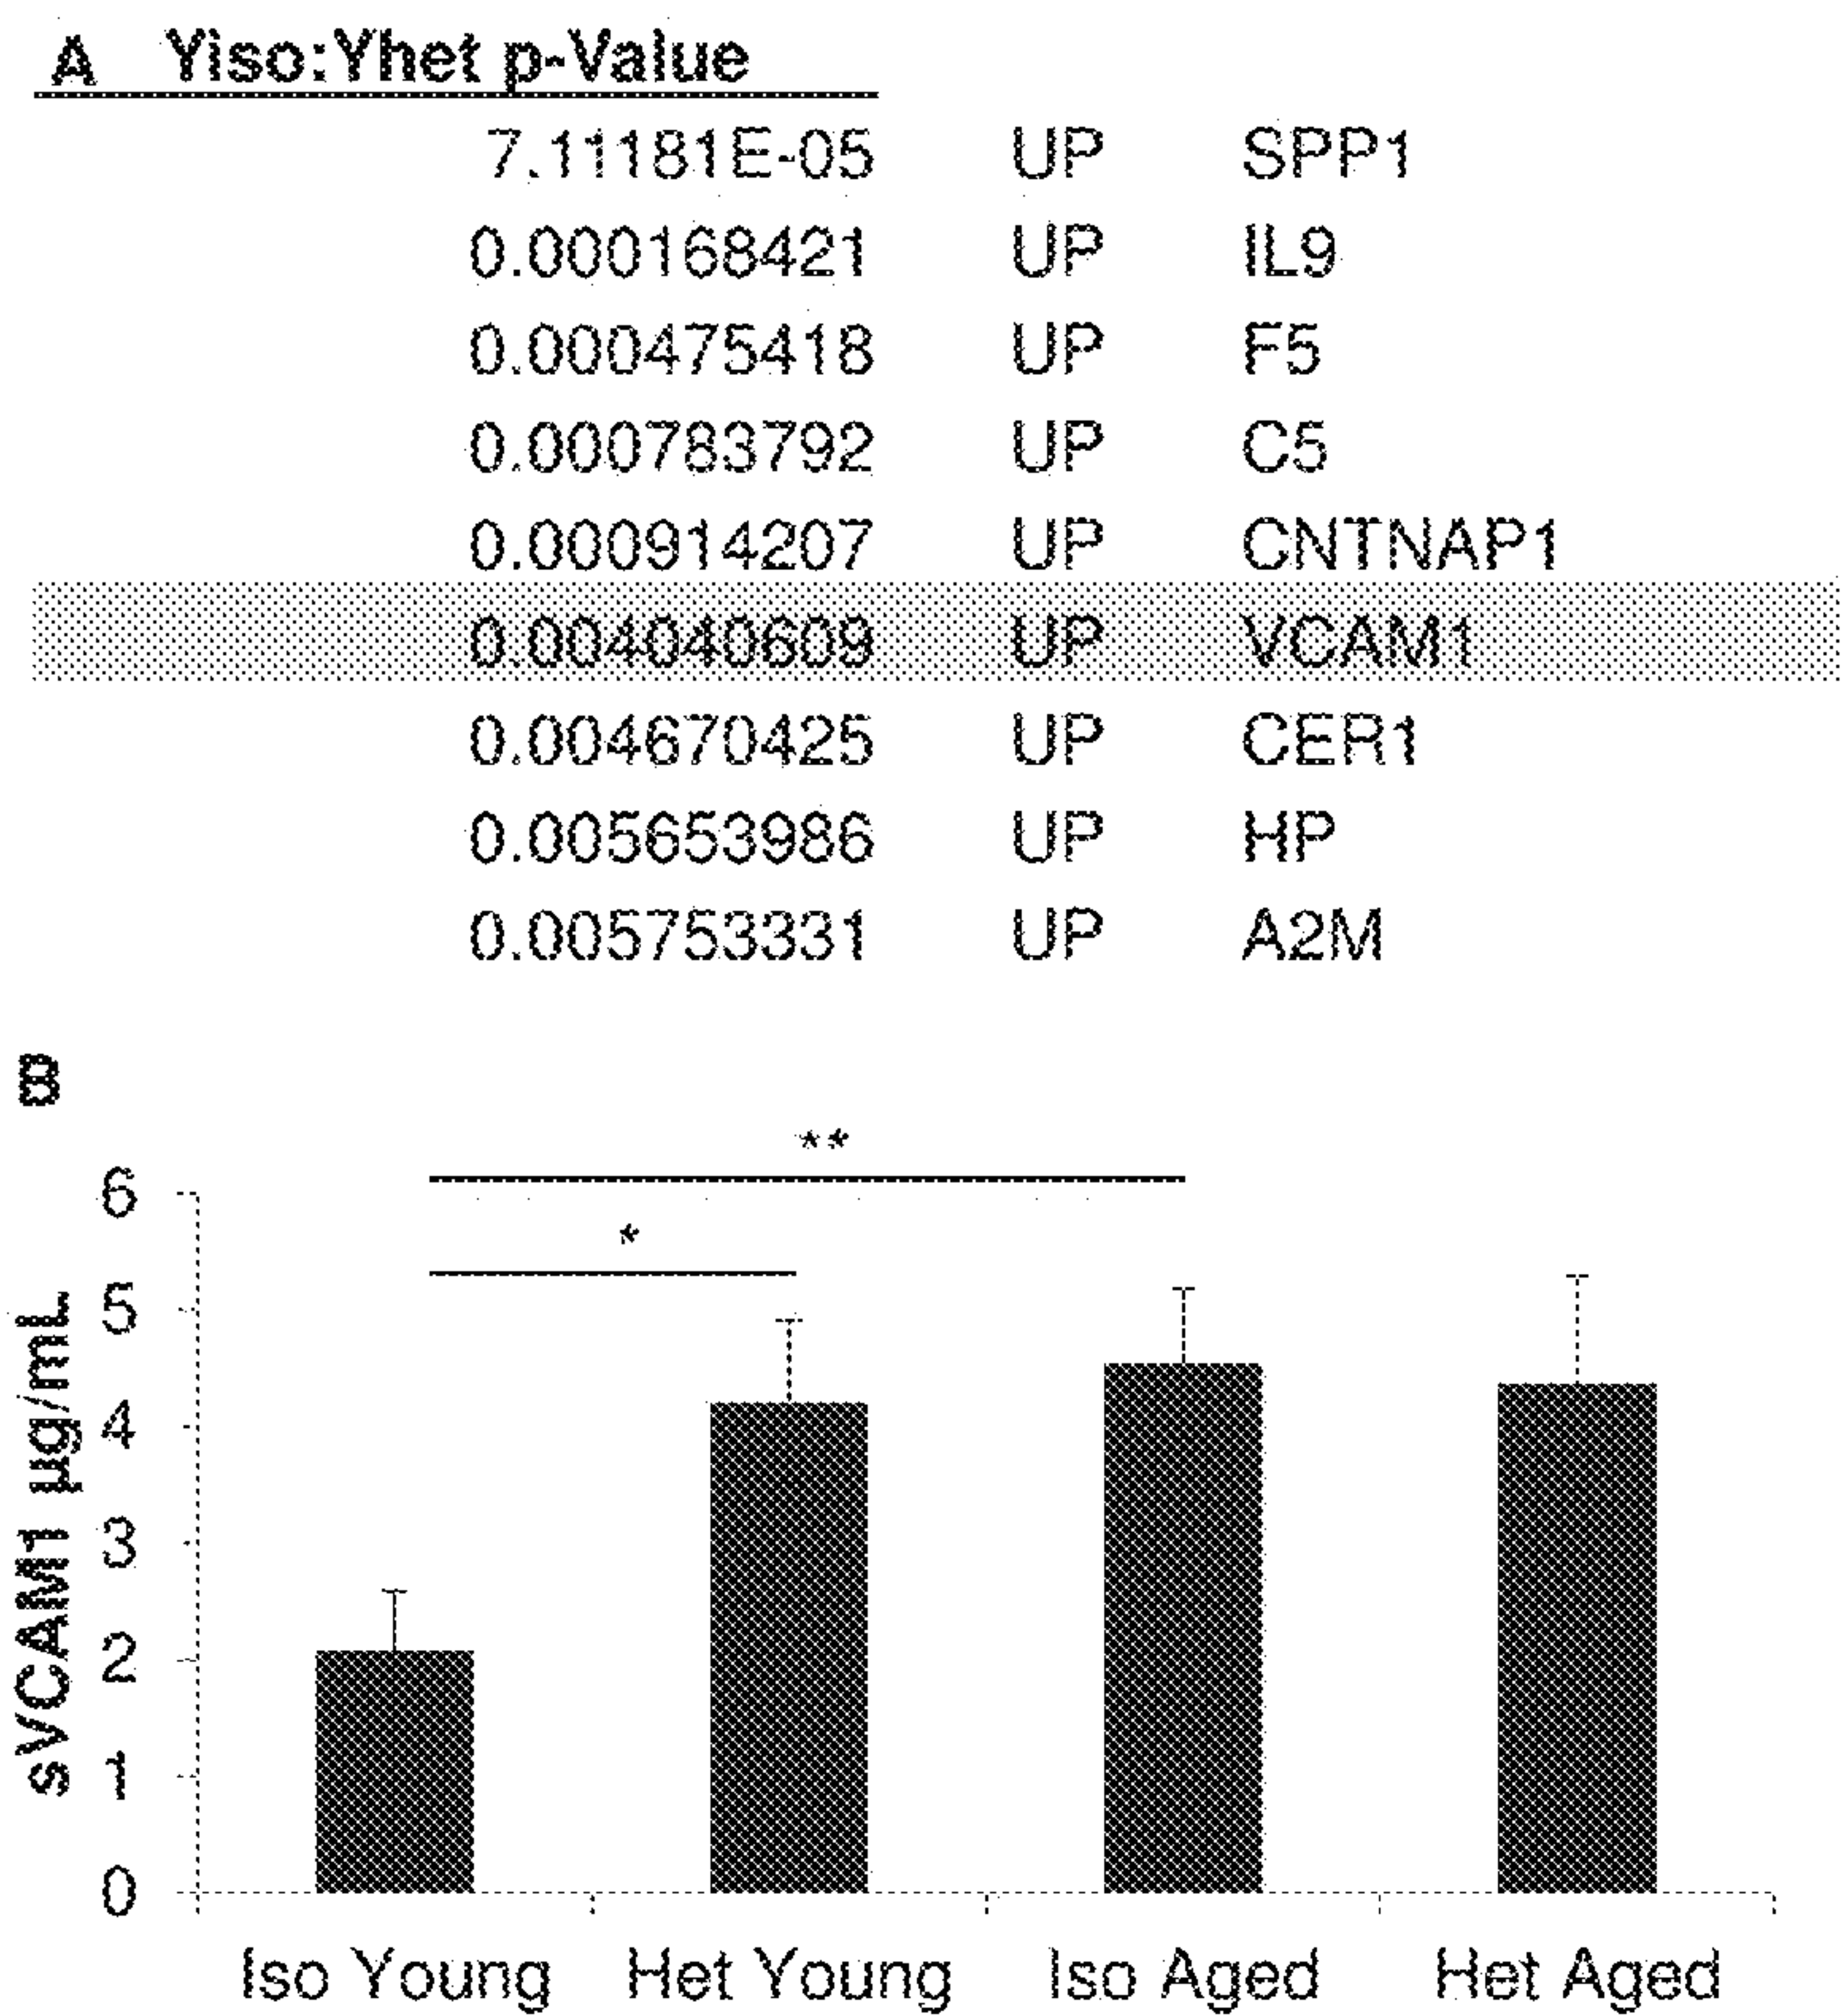 A Yiso:Yhet p-Value
7.11181E-05 UP SPP1
0.000168421 UP IL9
0.000475418 UP F5
0.000783792 UP C5
0.000914207 UP CNTNAP1
0.004040609 UP VCAM1
0.004670425 UP CER1
0.005653986 UP HP
0.005753331 UP A2M
B
**
*
sVCAM1 µg/mL
6
5
4
3
2
1
0
Iso Young Het Young Iso Aged Het Aged